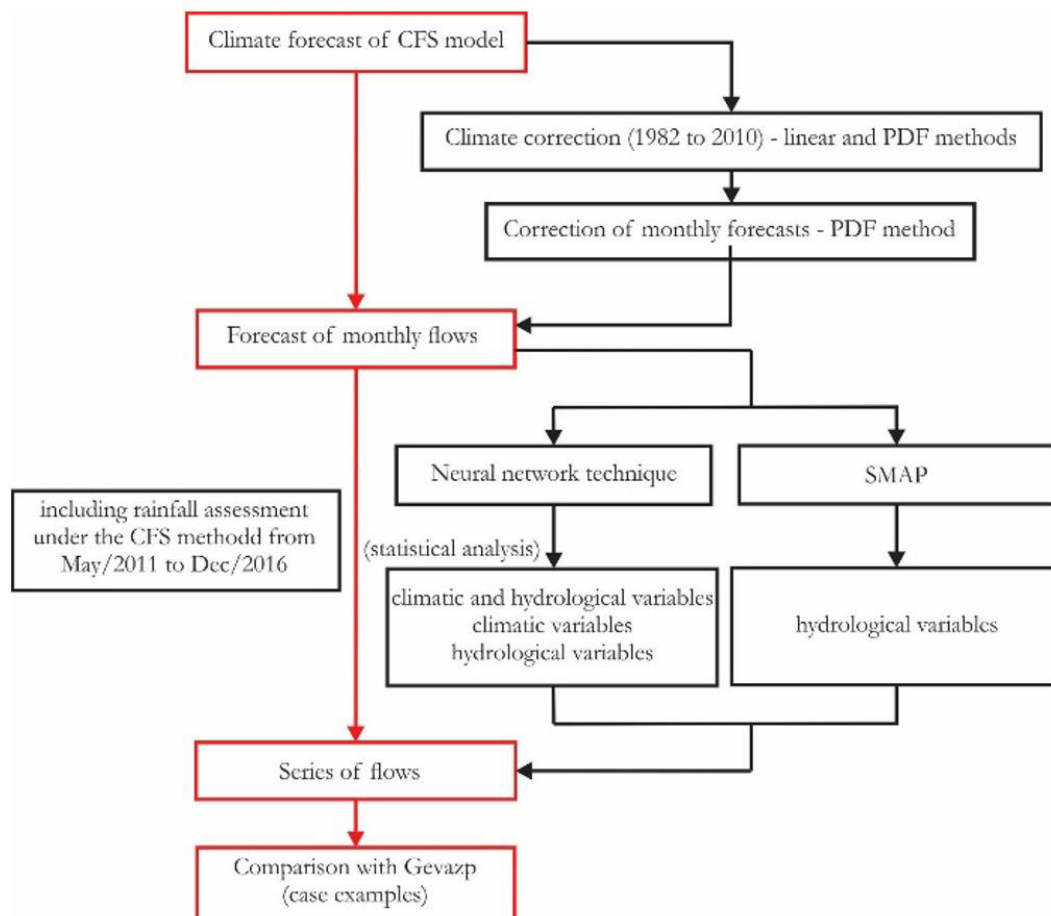 Climate forecast of CFS model
Climate correction (1982 to 2010) - linear and PDF methods
Correction of monthly forecasts - PDF method
Forecast of monthly flows
Neural network technique
SMAP
including rainfall assessment
under the CFS methodd from
May/2011 to Dec/2016
(statistical analysis)
climatic and hydrological variables
climatic variables
hydrological variables
hydrological variables
Series of flows
Comparison with Gevazp
(case examples)